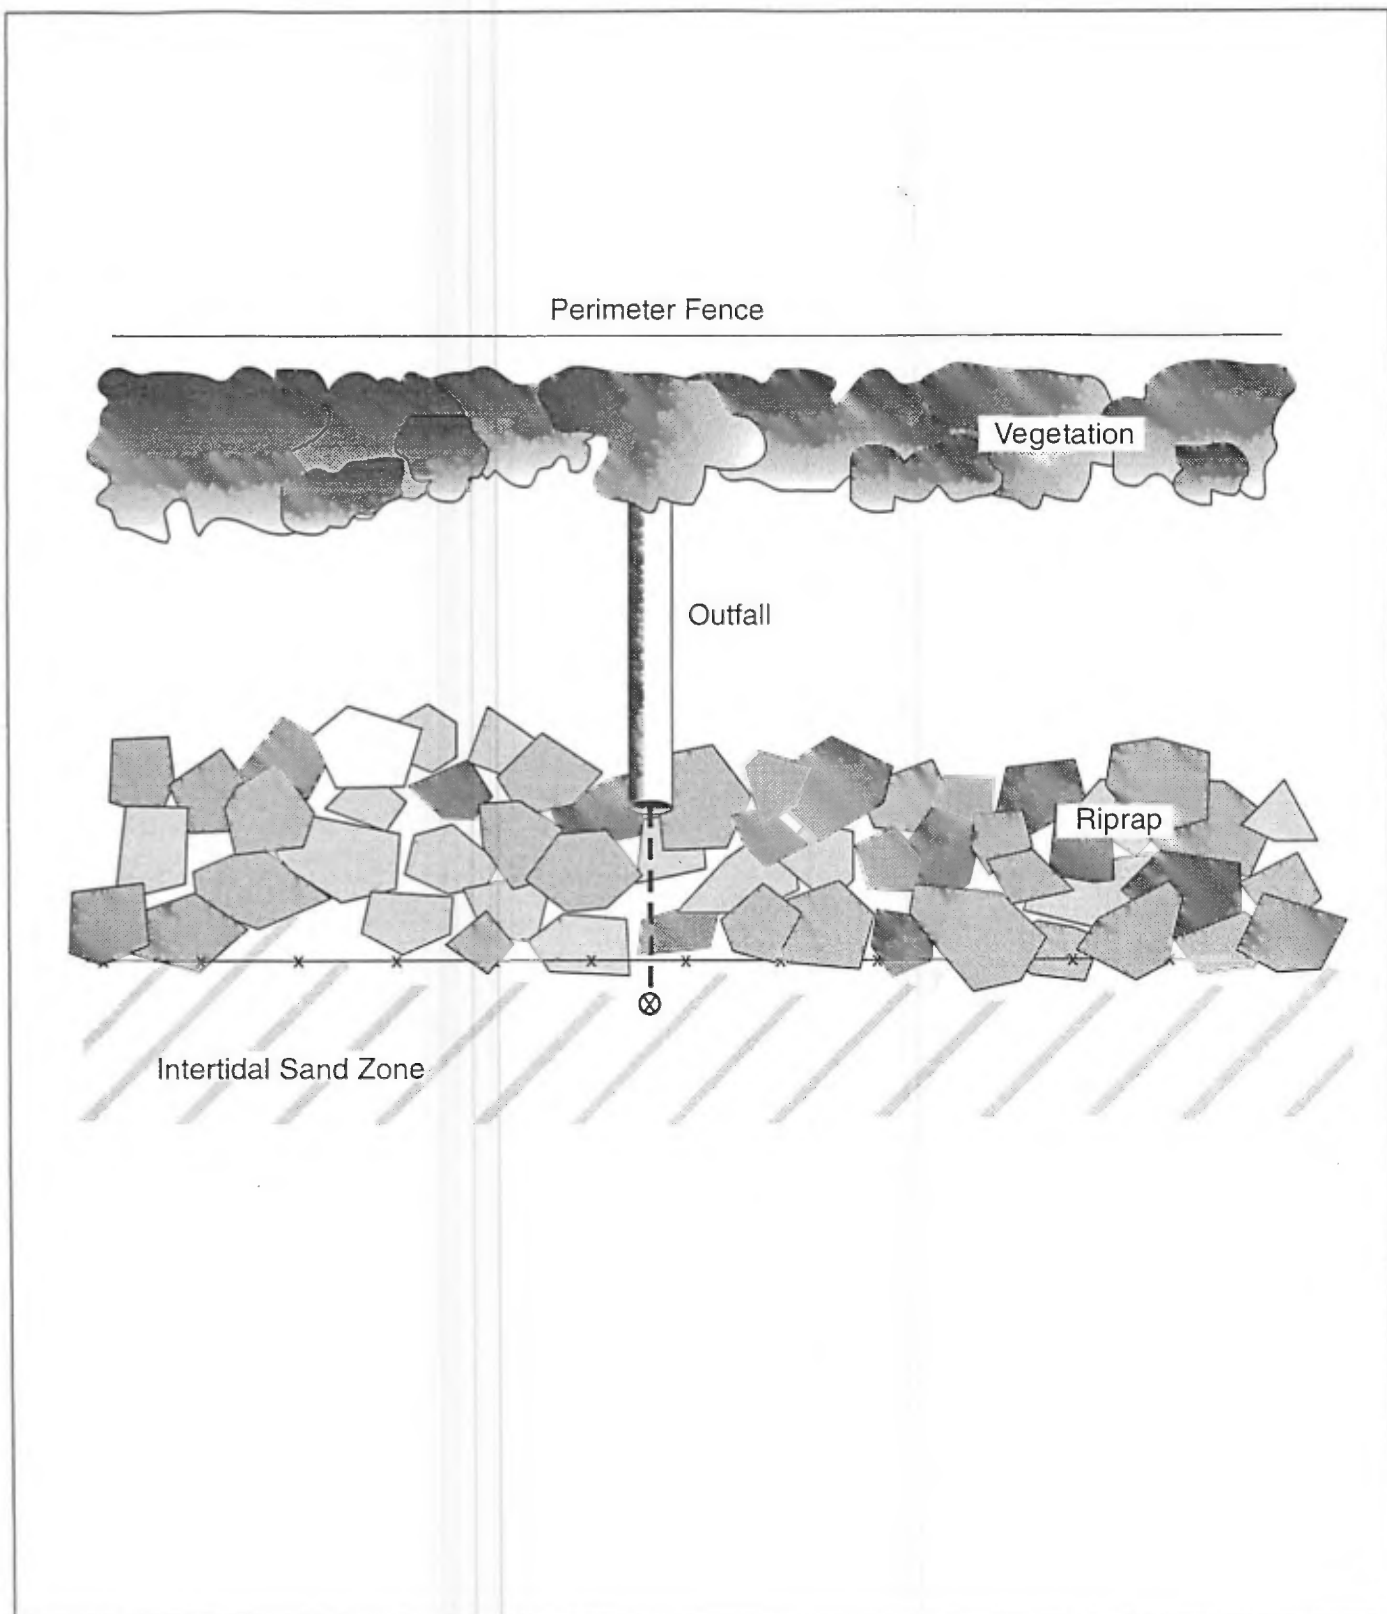 Perimeter Fence
Vegetation
Outfall
Riprap
Intertidal Sand Zone